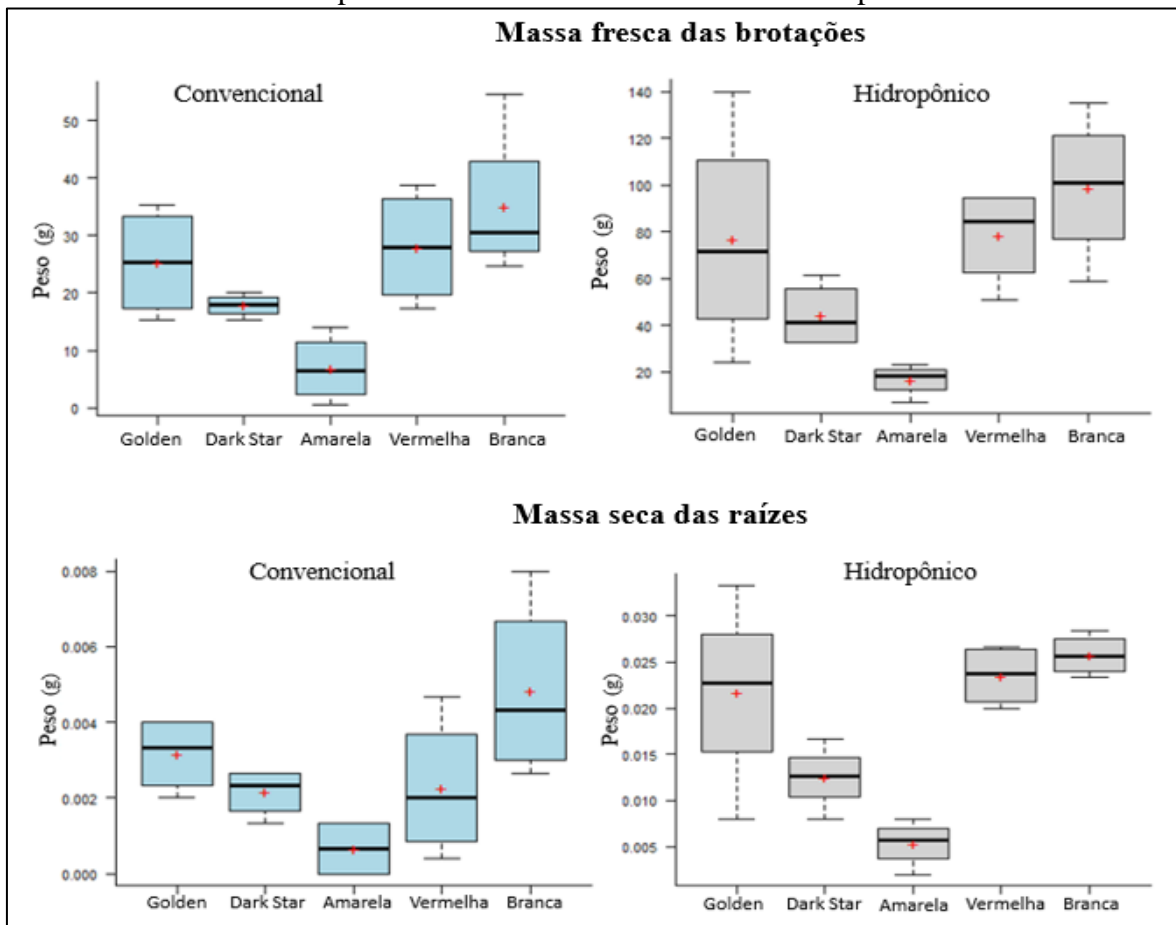 Massa fresca das brotações
Convencional
Peso (g)
50
40
30
20
10
0
Golden Dark Star Amarela Vermelha Branca
Hidropônico
Peso (g)
140
120
100
80
60
40
20
Golden Dark Star Amarela Vermelha Branca
Massa seca das raízes
Convencional
Peso (g)
0.008
0.006
0.004
0.002
0.000
Golden Dark Star Amarela Vermelha Branca
Hidropônico
Peso (g)
0.030
0.025
0.020
0.015
0.010
0.005
Golden Dark Star Amarela Vermelha Branca